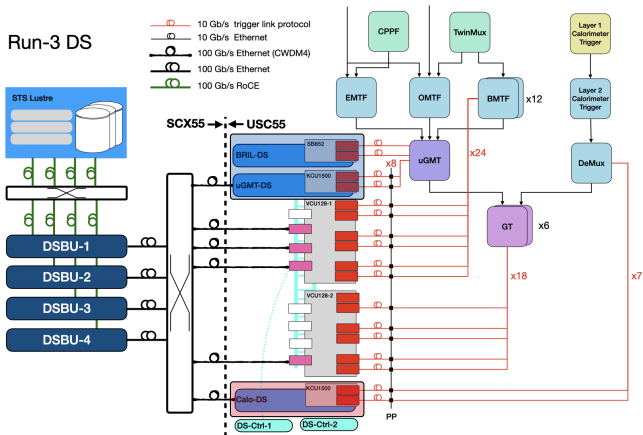 Run-3 DS
10 Gb/s trigger link protocol
10 Gb/s Ethernet
100 Gb/s Ethernet (CWDM4)
100 Gb/s Ethernet
100 Gb/s RoCE
CPPF
TwinMux
Layer 1
Calorimeter
Trigger
STS Lustre
EMTF
OMTF
BMTF
x12
Layer 2
Calorimeter
Trigger
SCX55
USC55
SB852
BRIL-DS
x8
uGMT
x24
DeMux
KCU1500
uGMT-DS
VCU128-1
GT
x6
DSBU-1
DSBU-2
DSBU-3
DSBU-4
x18
x7
VCU128-2
KCU1500
Calo-DS
PP
DS-Ctrl-1
DS-Ctrl-2